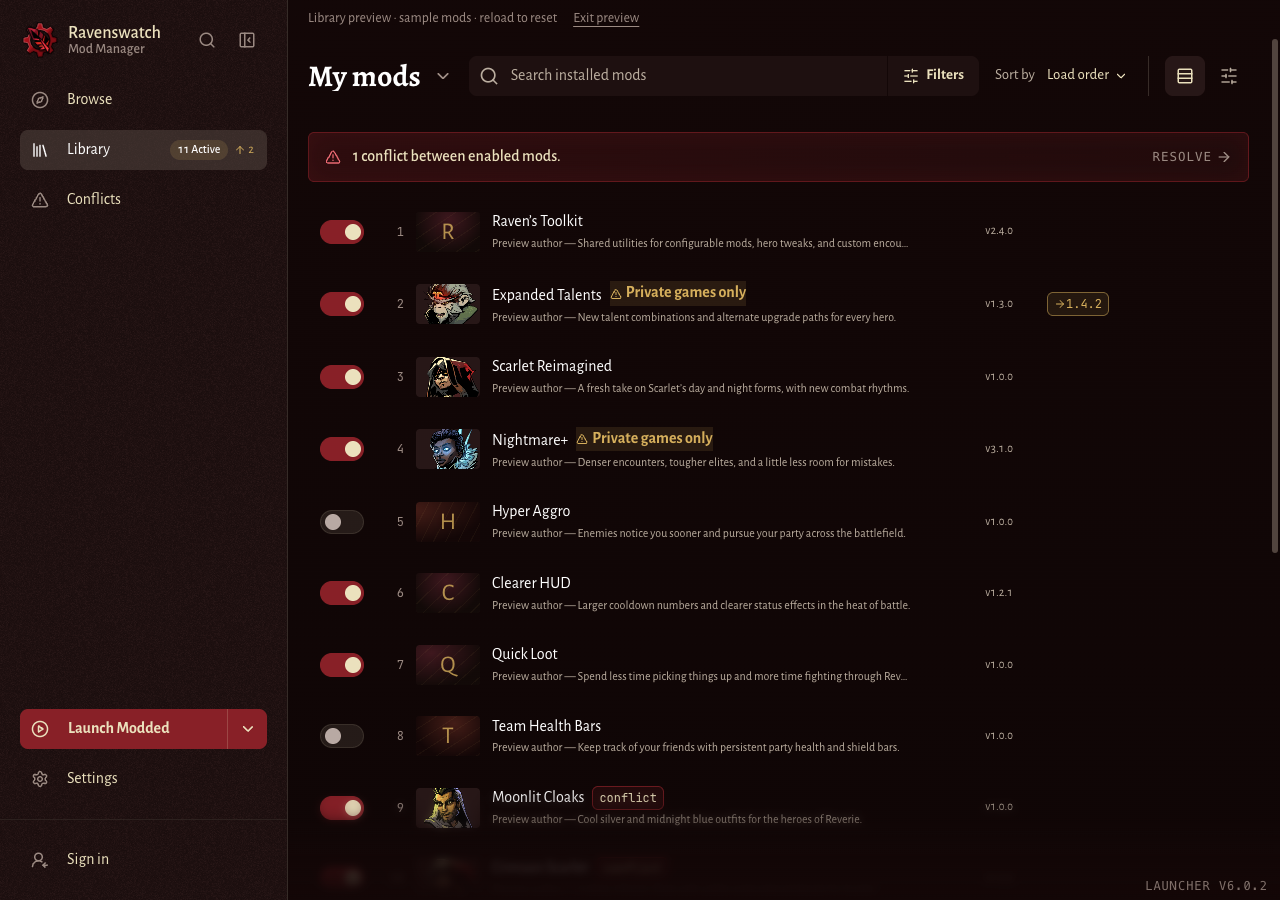 Ravenswatch
Mod Manager
Browse
Library 11 Active 2
Conflicts
Launch Modded
Settings
Sign in
Library preview · sample mods · reload to reset Exit preview
My mods Search installed mods Filters Sort by Load order
1 conflict between enabled mods. RESOLVE
1 R Raven's Toolkit
Preview author — Shared utilities for configurable mods, hero tweaks, and custom encou... v2.4.0
2 Expanded Talents Private games only
Preview author — New talent combinations and alternate upgrade paths for every hero. v1.3.0 →1.4.2
3 Scarlet Reimagined
Preview author — A fresh take on Scarlet's day and night forms, with new combat rhythms. v1.0.0
4 Nightmare+ Private games only
Preview author — Denser encounters, tougher elites, and a little less room for mistakes. v3.1.0
5 H Hyper Aggro
Preview author — Enemies notice you sooner and pursue your party across the battlefield. v1.0.0
6 C Clearer HUD
Preview author — Larger cooldown numbers and clearer status effects in the heat of battle. v1.2.1
7 Q Quick Loot
Preview author — Spend less time picking things up and more time fighting through Rev... v1.0.0
8 T Team Health Bars
Preview author — Keep track of your friends with persistent party health and shield bars. v1.0.0
9 Moonlit Cloaks conflict
Preview author — Cool silver and midnight blue outfits for the heroes of Reverie. v1.0.0
LAUNCHER V6.0.2